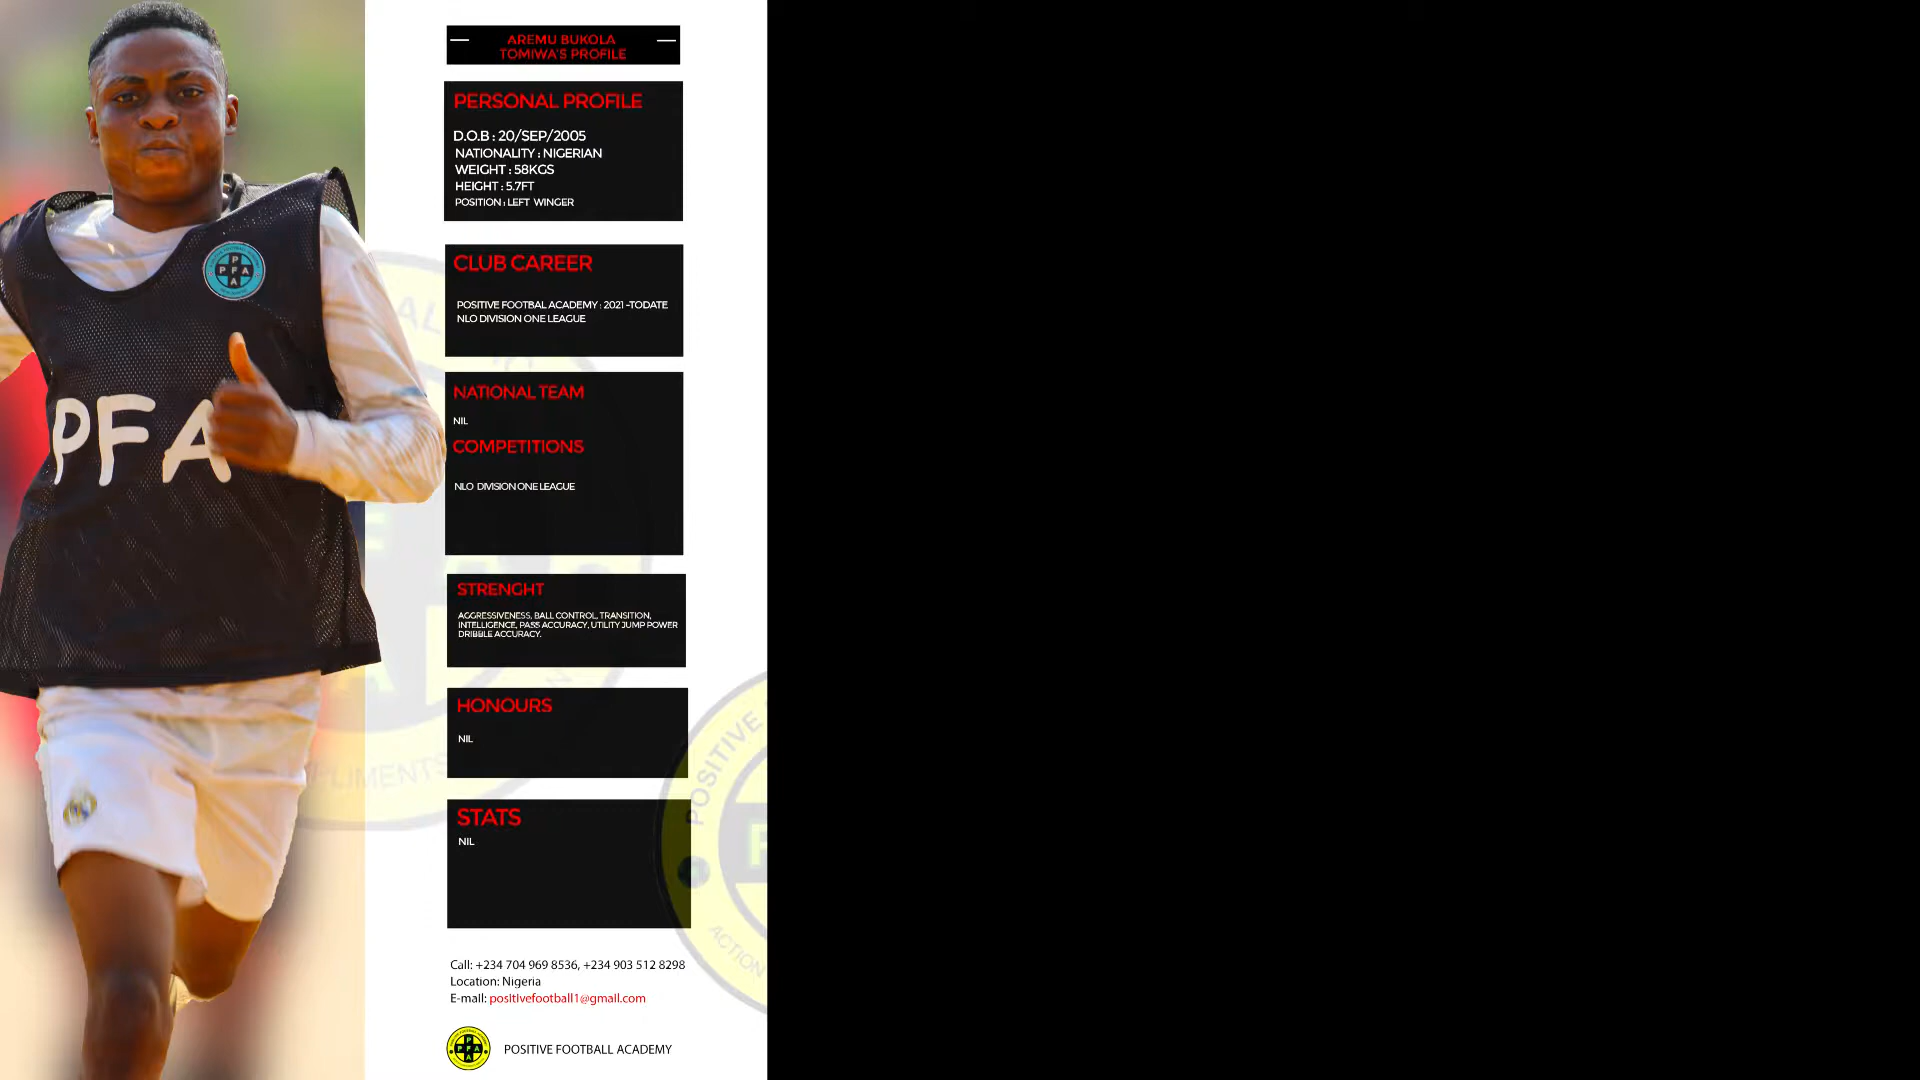 AREMU BUKOLA
TOMIWA'S PROFILE
PERSONAL PROFILE
D.O.B : 20/SEP/2005
NATIONALITY : NIGERIAN
WEIGHT : 58KGS
HEIGHT : 5.7FT
POSITION : LEFT WINGER
CLUB CAREER
POSITIVE FOOTBAL ACADEMY : 2021 -TODATE
NLO DIVISION ONE LEAGUE
NATIONAL TEAM
NIL
COMPETITIONS
NLO DIVISION ONE LEAGUE
STRENGHT
AGGRESSIVENESS, BALL CONTROL, TRANSITION,
INTELLIGENCE, PASS ACCURACY, UTILITY JUMP POWER
DRIBBLE ACCURACY.
HONOURS
NIL
STATS
NIL
Call: +234 704 969 8536, +234 903 512 8298
Location: Nigeria
E-mail: positivefootball1@gmail.com
POSITIVE FOOTBALL ACADEMY
PFA
P
PFA
A
POSITIVE
ACTION